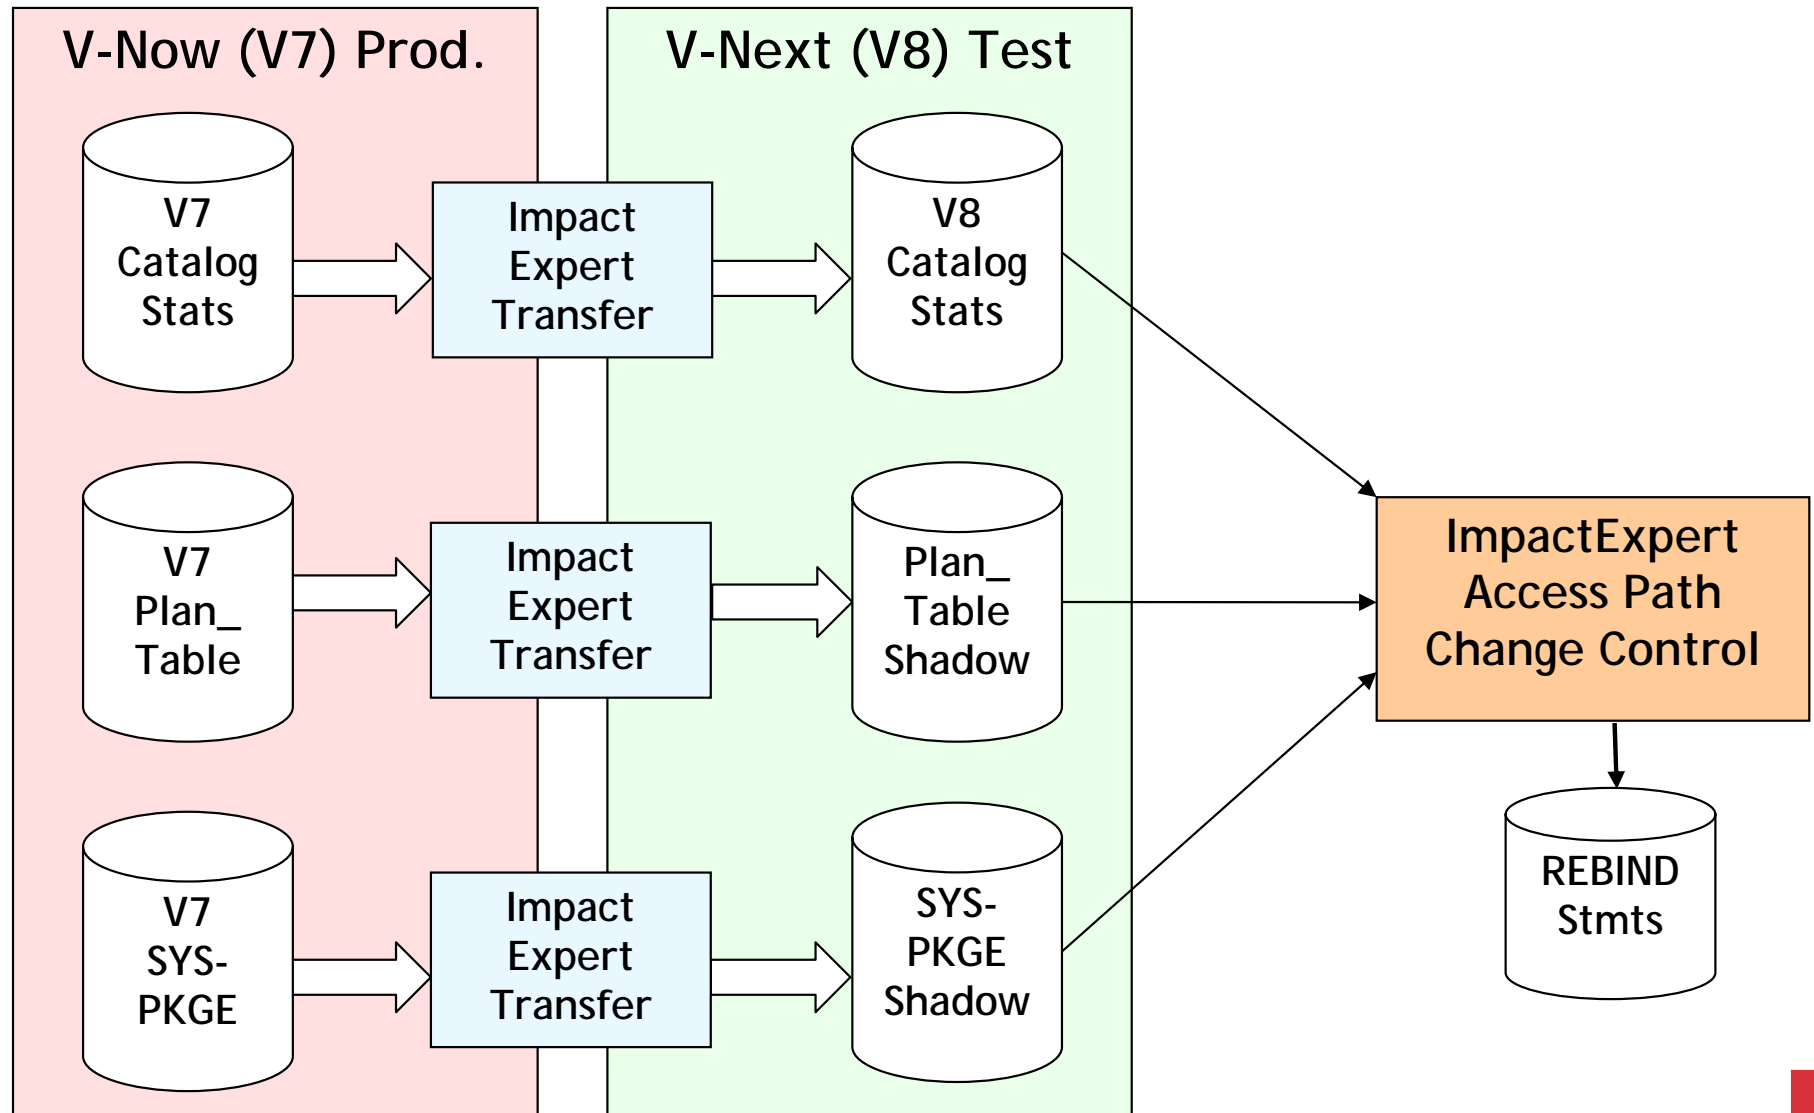 V-Now (V7) Prod.
V-Next (V8) Test
V7
Catalog
Stats
Impact
Expert
Transfer
V8
Catalog
Stats
V7
Plan_
Table
Impact
Expert
Transfer
Plan_
Table
Shadow
ImpactExpert
Access Path
Change Control
V7
SYS-
PKGE
Impact
Expert
Transfer
SYS-
PKGE
Shadow
REBIND
Stmts